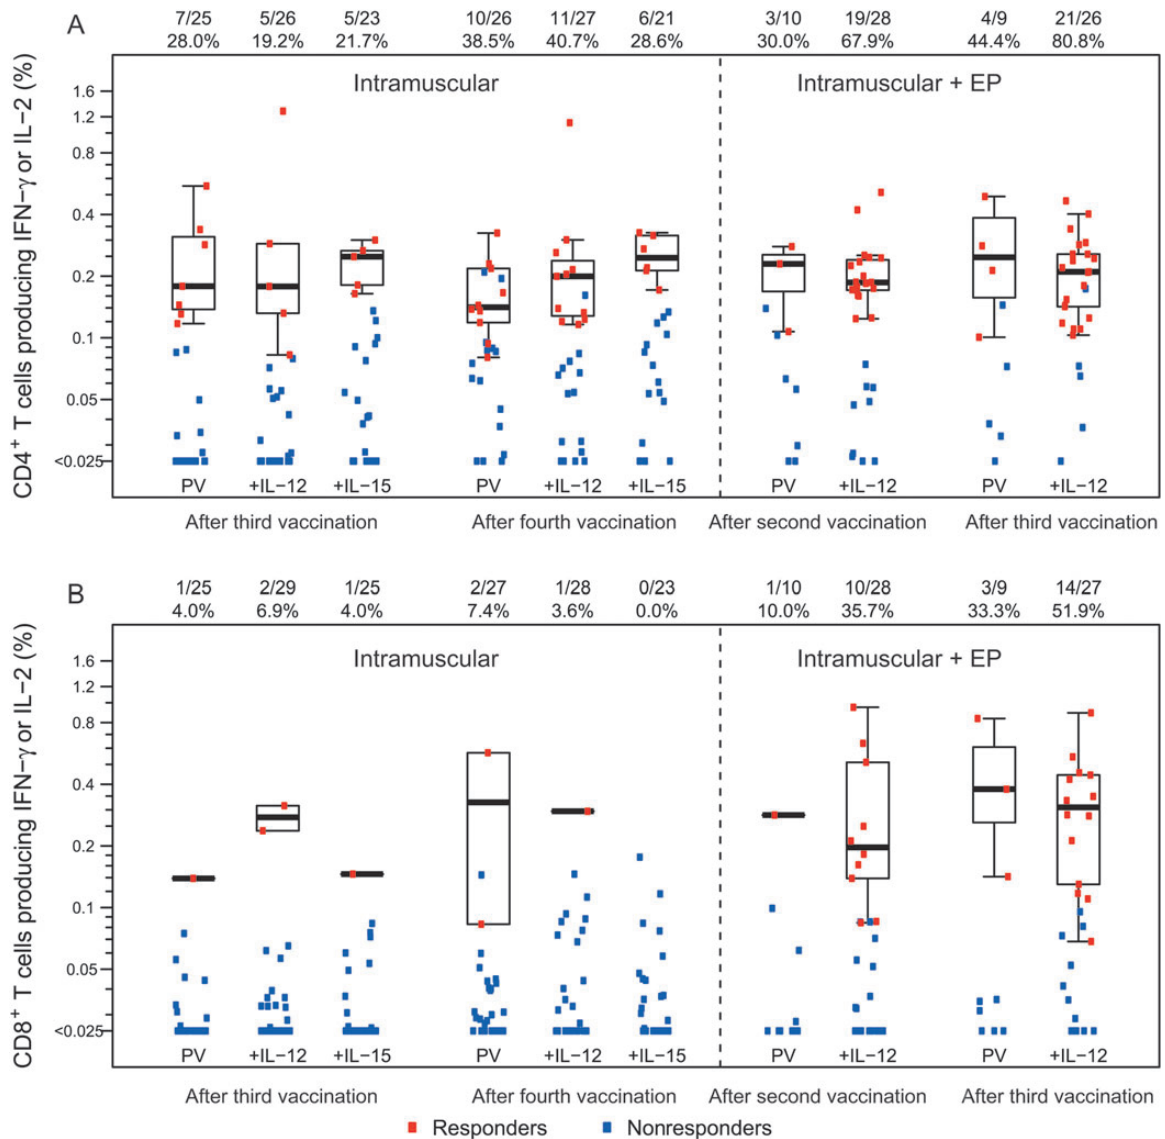 A
7/25 5/26 5/23 10/26 11/27 6/21 3/10 19/28 4/9 21/26
28.0% 19.2% 21.7% 38.5% 40.7% 28.6% 30.0% 67.9% 44.4% 80.8%
Intramuscular Intramuscular + EP
CD4+ T cells producing IFN−γ or IL−2 (%)
1.6
1.2
0.8
0.4
0.2
0.1
0.05
<0.025
PV +IL−12 +IL−15 PV +IL−12 +IL−15 PV +IL−12 PV +IL−12
After third vaccination After fourth vaccination After second vaccination After third vaccination
B
1/25 2/29 1/25 2/27 1/28 0/23 1/10 10/28 3/9 14/27
4.0% 6.9% 4.0% 7.4% 3.6% 0.0% 10.0% 35.7% 33.3% 51.9%
Intramuscular Intramuscular + EP
CD8+ T cells producing IFN−γ or IL−2 (%)
1.6
1.2
0.8
0.4
0.2
0.1
0.05
<0.025
PV +IL−12 +IL−15 PV +IL−12 +IL−15 PV +IL−12 PV +IL−12
After third vaccination After fourth vaccination After second vaccination After third vaccination
Responders Nonresponders